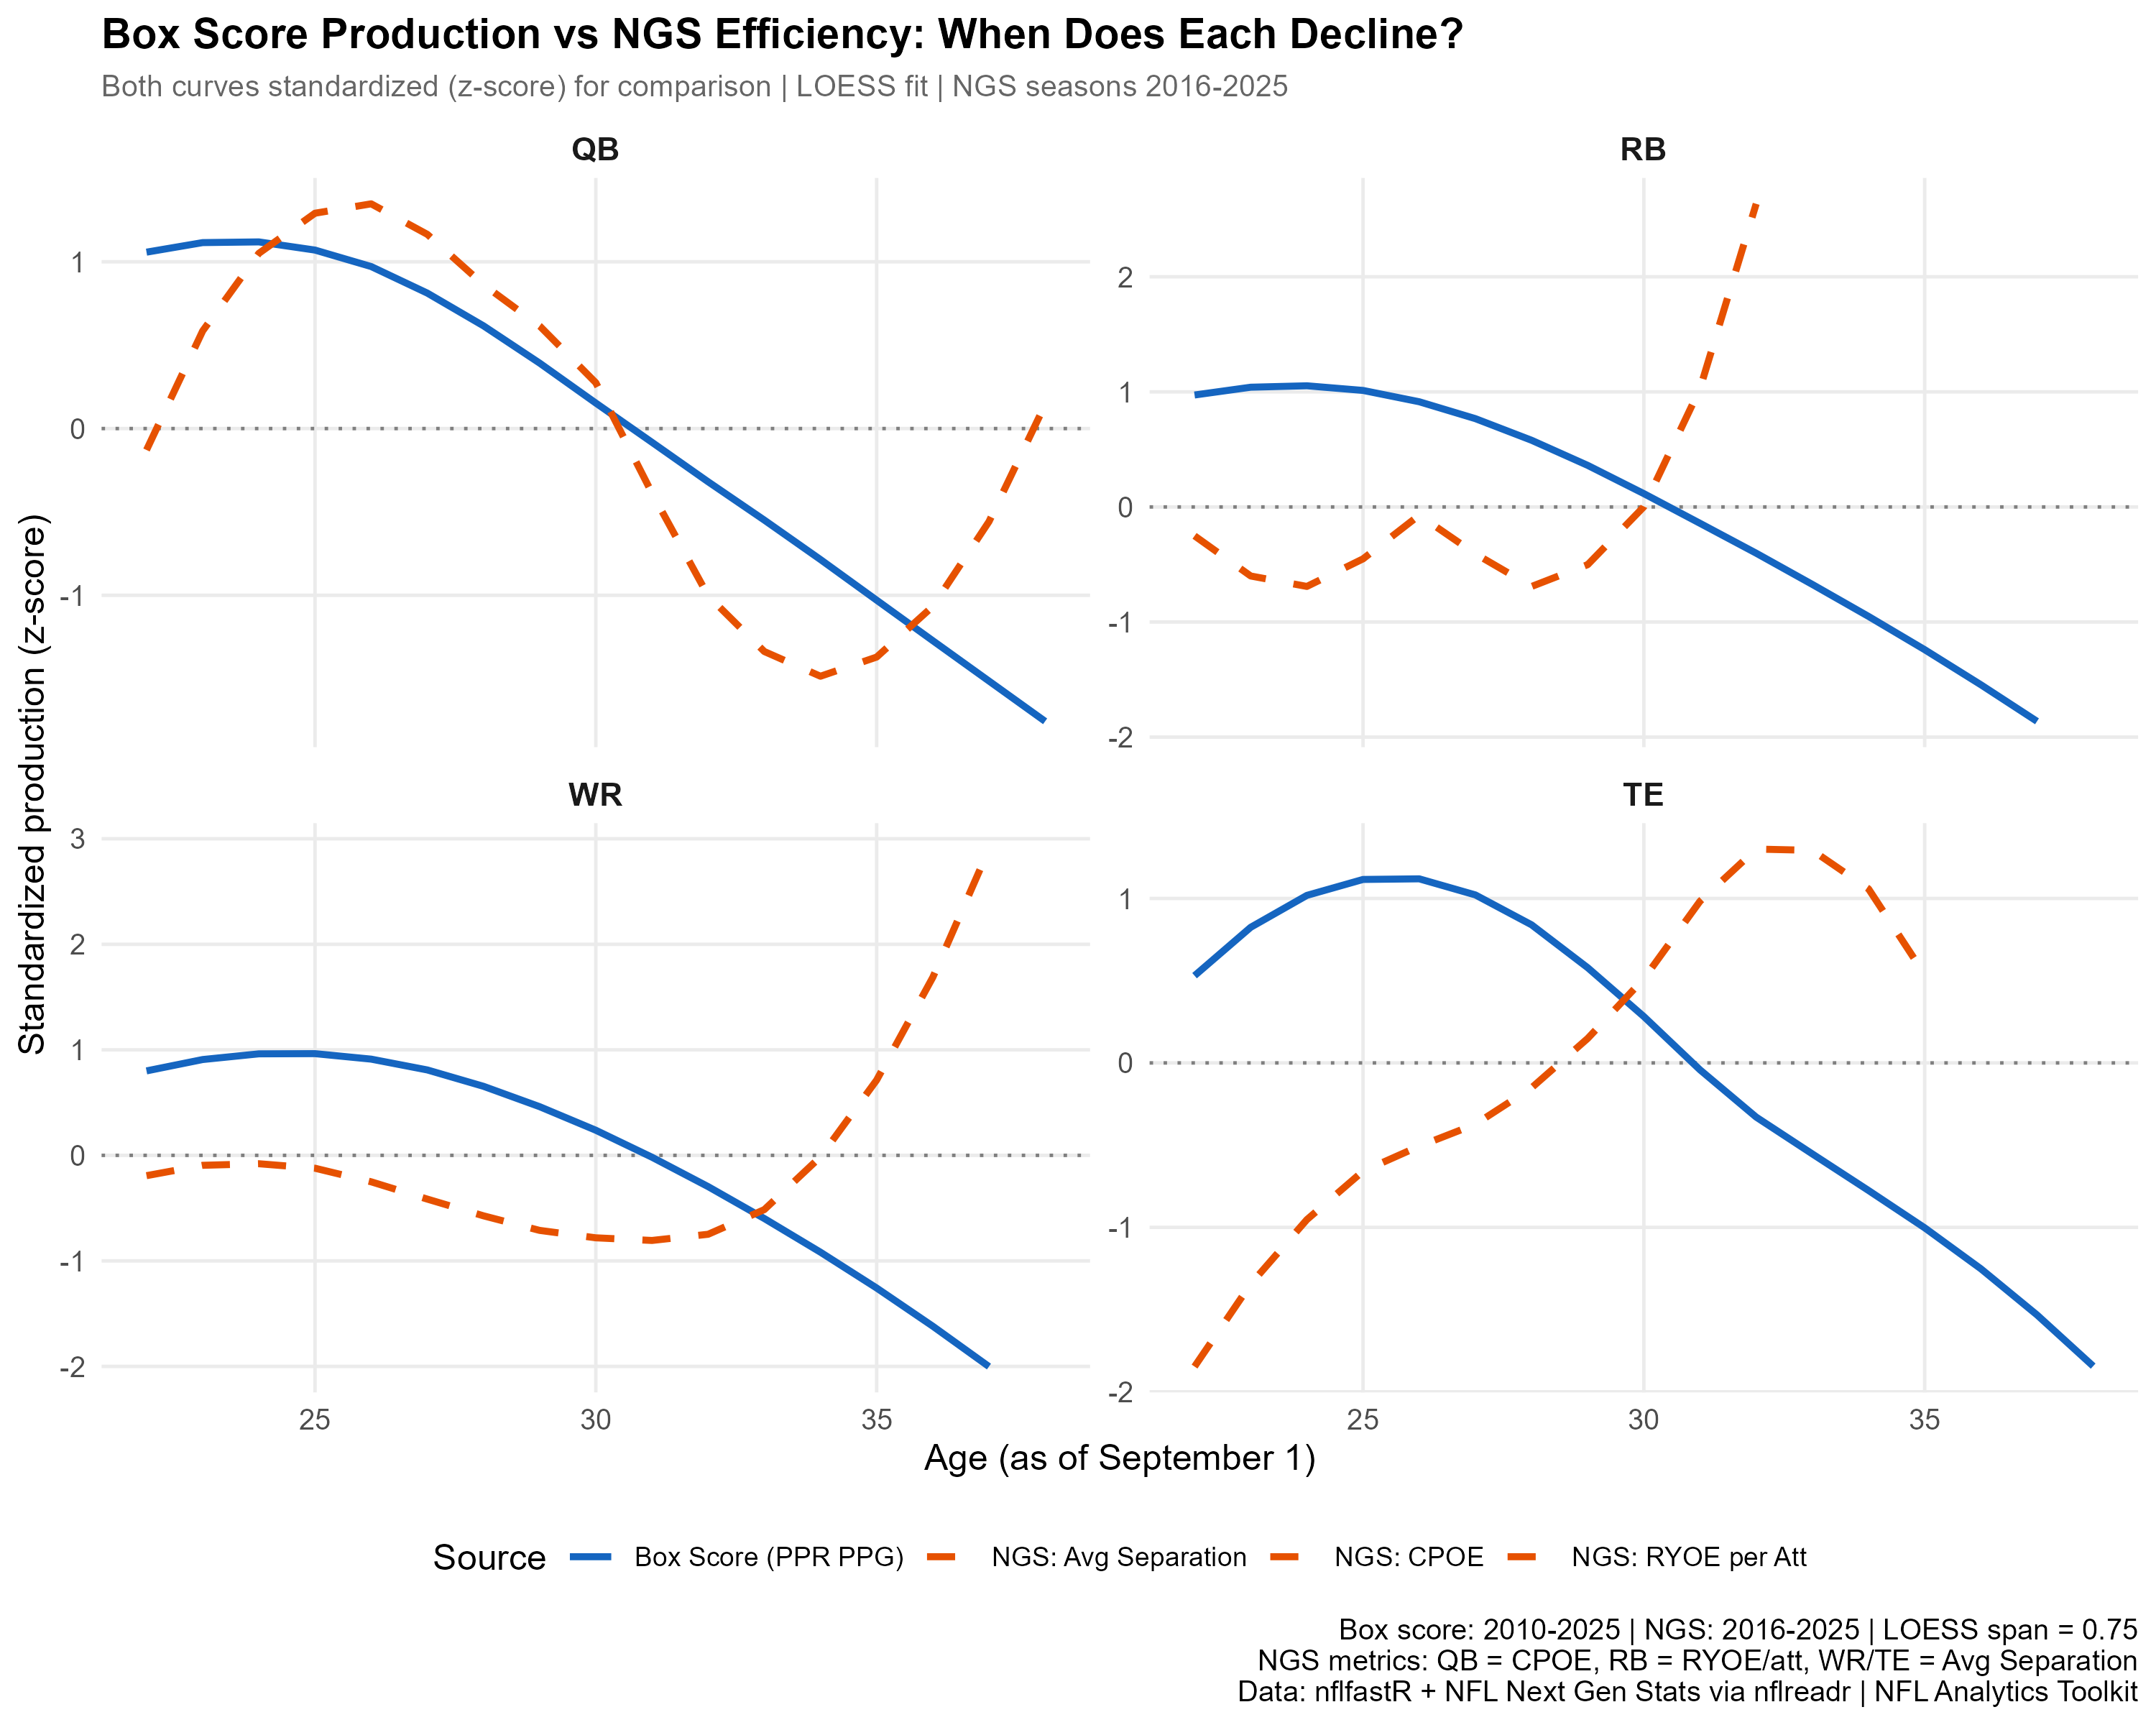 Box Score Production vs NGS Efficiency: When Does Each Decline?
Both curves standardized (z-score) for comparison | LOESS fit | NGS seasons 2016-2025
Standardized production (z-score)
QB
1
0
-1
RB
2
1
0
-1
-2
WR
3
2
1
0
-1
-2
25 30 35
TE
1
0
-1
-2
25 30 35
Age (as of September 1)
Source Box Score (PPR PPG) NGS: Avg Separation NGS: CPOE NGS: RYOE per Att
Box score: 2010-2025 | NGS: 2016-2025 | LOESS span = 0.75
NGS metrics: QB = CPOE, RB = RYOE/att, WR/TE = Avg Separation
Data: nflfastR + NFL Next Gen Stats via nflreadr | NFL Analytics Toolkit